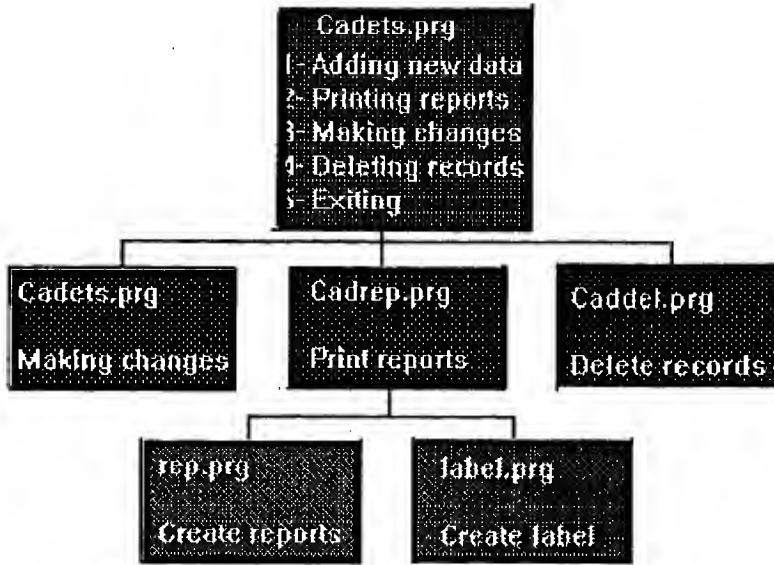 Cadets.prg
1- Adding new data
2- Printing reports
3- Making changes
4- Deleting records
5- Exiting
Cadets.prg
Making changes
Cadrep.prg
Print reports
Caddel.prg
Delete records
rep.prg
Create reports
label.prg
Create label